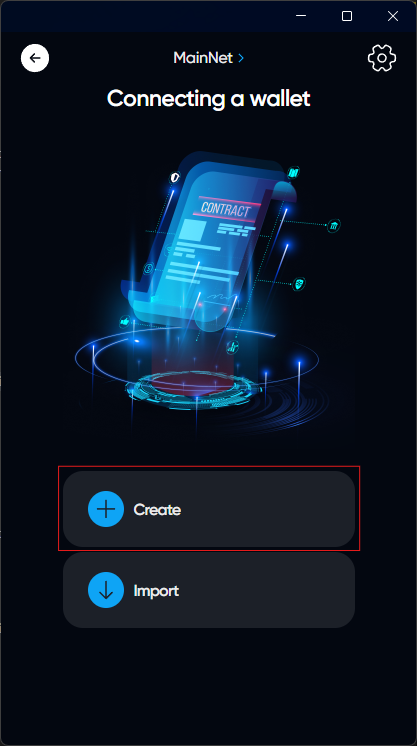 MainNet
Connecting a wallet
CONTRACT
Create
Import